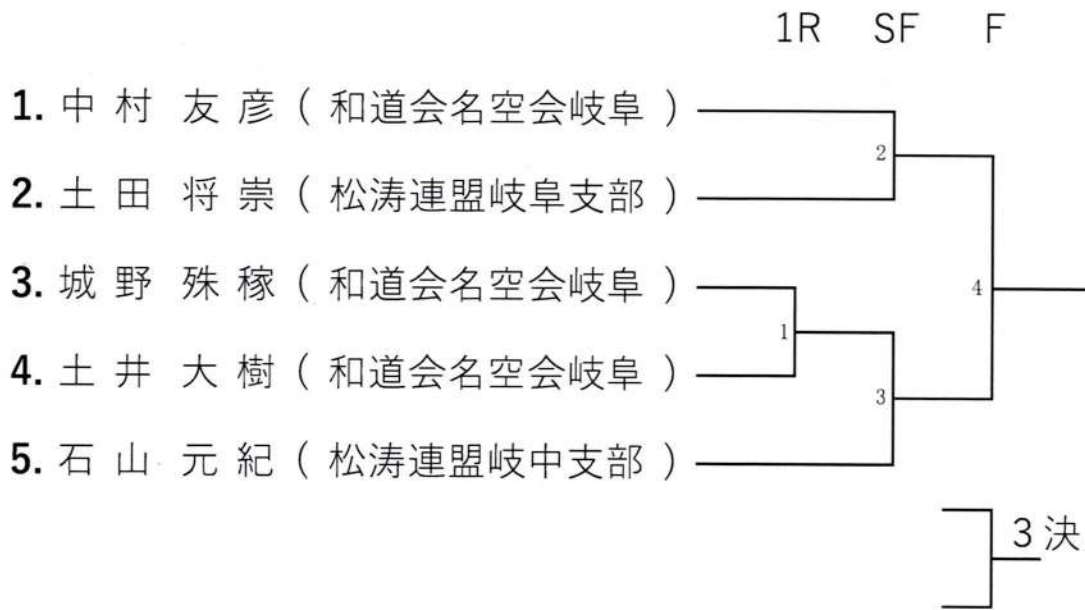 1R SF F
1. 中村 友彦 ( 和道会名空会岐阜 )
2
2. 土田 将崇 ( 松涛連盟岐阜支部 )
3. 城野 殊稼 ( 和道会名空会岐阜 )
4
1
4. 土井 大樹 ( 和道会名空会岐阜 )
3
5. 石山 元紀 ( 松涛連盟岐中支部 )
3決